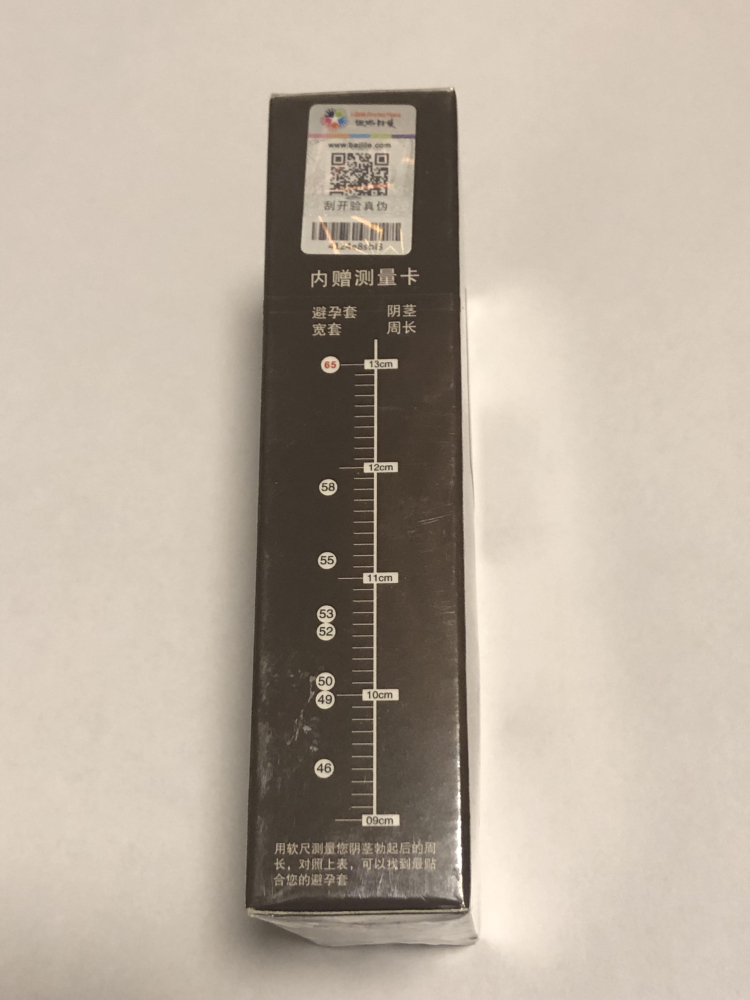 www.beijie.com
刮开验真伪
内赠测量卡
避孕套 阴茎
宽套 周长
65 13cm
12cm
58
55
11cm
53
52
50
10cm
49
46
09cm
用软尺测量您阴茎勃起后的周
长，对照上表，可以找到最贴
合您的避孕套